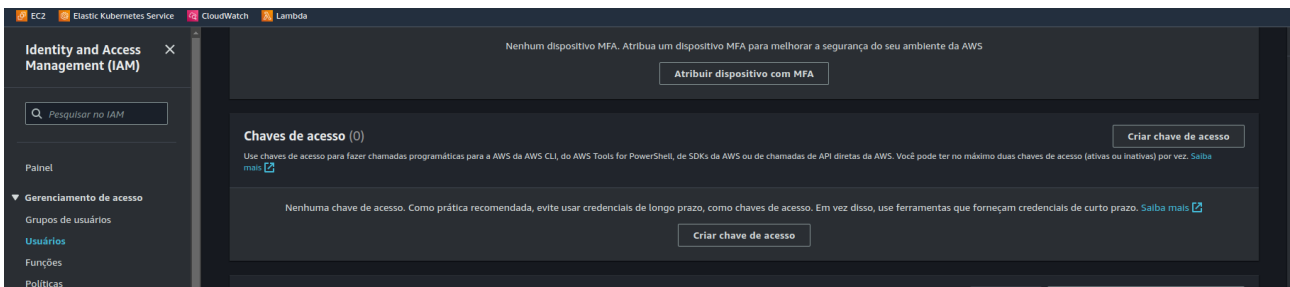 EC2 Elastic Kubernetes Service CloudWatch Lambda
Identity and Access Management (IAM)
Pesquisar no IAM
Painel
Gerenciamento de acesso
Grupos de usuários
Usuários
Funções
Políticas
Nenhum dispositivo MFA. Atribua um dispositivo MFA para melhorar a segurança do seu ambiente da AWS
Atribuir dispositivo com MFA
Chaves de acesso (0)
Criar chave de acesso
Use chaves de acesso para fazer chamadas programáticas para a AWS da AWS CLI, do AWS Tools for PowerShell, de SDKs da AWS ou de chamadas de API diretas da AWS. Você pode ter no máximo duas chaves de acesso (ativas ou inativas) por vez. Saiba
mais
Nenhuma chave de acesso. Como prática recomendada, evite usar credenciais de longo prazo, como chaves de acesso. Em vez disso, use ferramentas que forneçam credenciais de curto prazo. Saiba mais
Criar chave de acesso